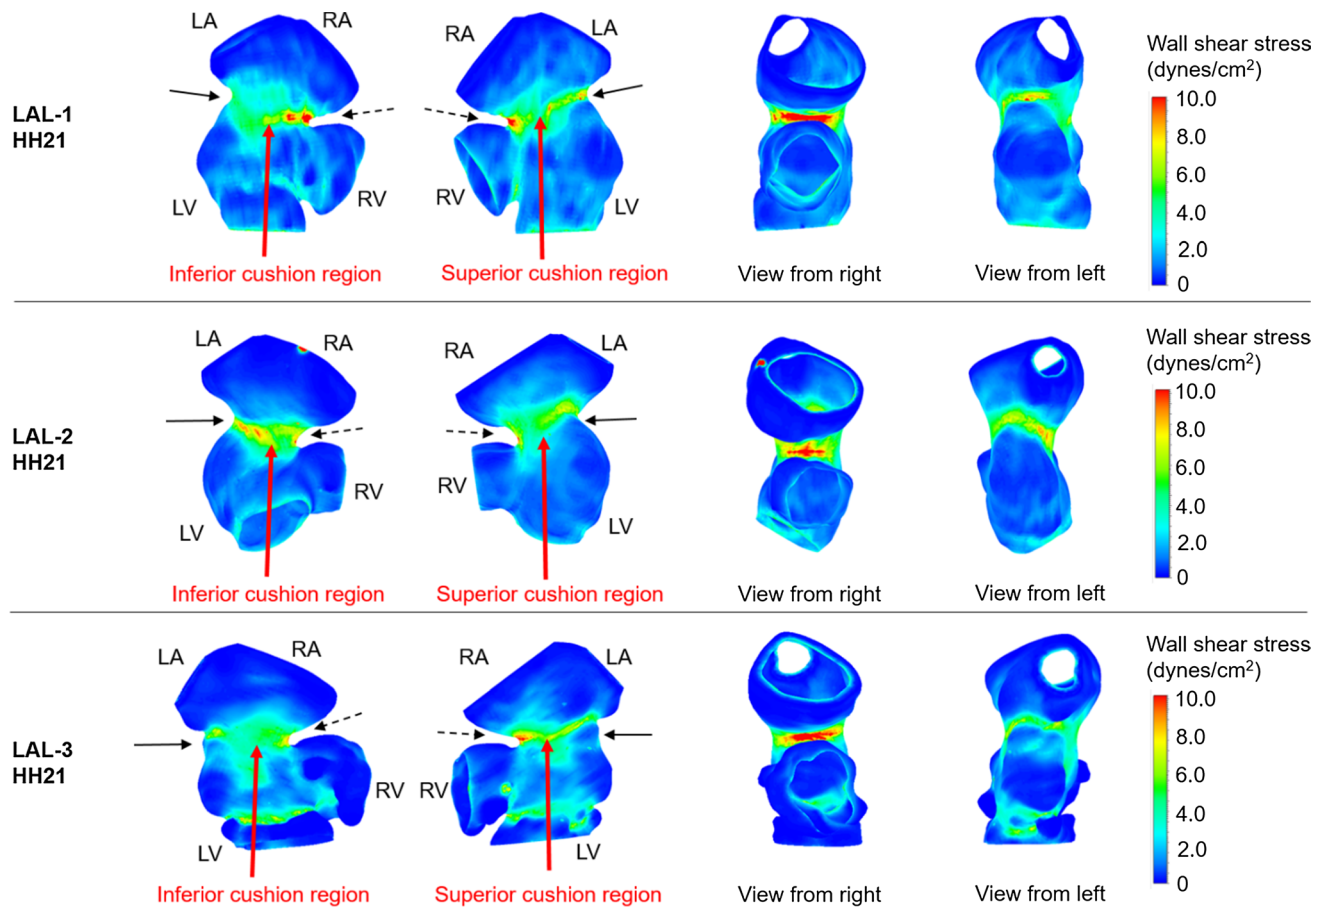 LA
RA
RA
LA
Wall shear stress
(dynes/cm2)
10.0
8.0
6.0
4.0
2.0
0
LAL-1
HH21
LV
RV
RV
LV
Inferior cushion region
Superior cushion region
View from right
View from left
LA
RA
RA
LA
Wall shear stress
(dynes/cm2)
10.0
8.0
6.0
4.0
2.0
0
LAL-2
HH21
LV
RV
RV
LV
Inferior cushion region
Superior cushion region
View from right
View from left
LA
RA
RA
LA
Wall shear stress
(dynes/cm2)
10.0
8.0
6.0
4.0
2.0
0
LAL-3
HH21
RV
RV
LV
LV
Inferior cushion region
Superior cushion region
View from right
View from left